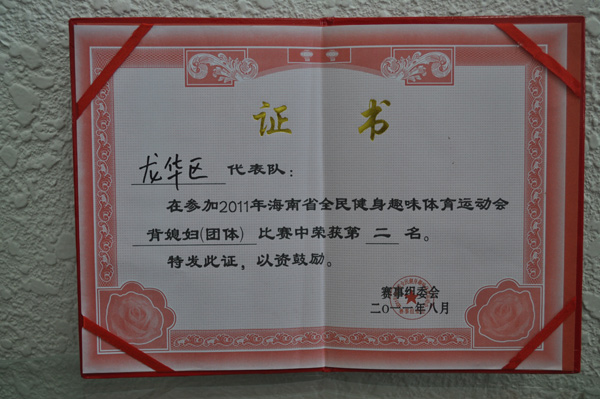 证 书
龙华区 代表队：
在参加2011年海南省全民健身趣味体育运动会
背媳妇(团体) 比赛中荣获第 二 名。
特发此证，以资鼓励。
赛事组委会
二〇一一年八月